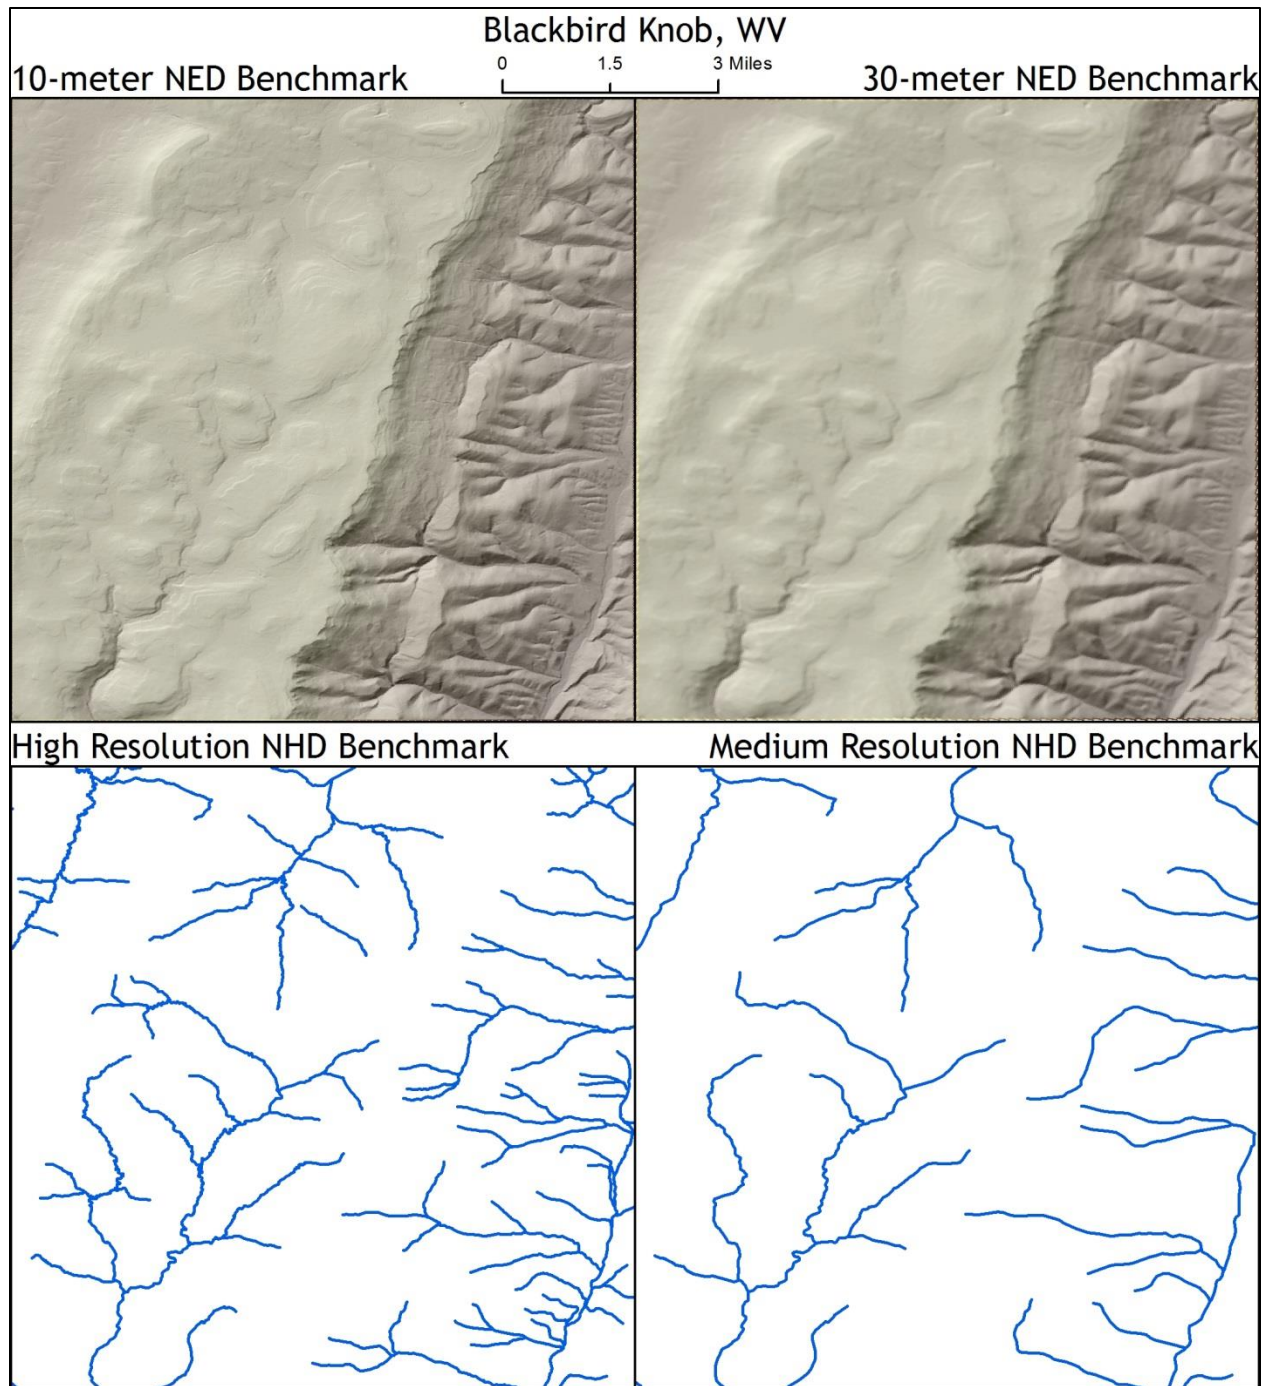 Blackbird Knob, WV
10-meter NED Benchmark
0 1.5 3 Miles
30-meter NED Benchmark
High Resolution NHD Benchmark
Medium Resolution NHD Benchmark